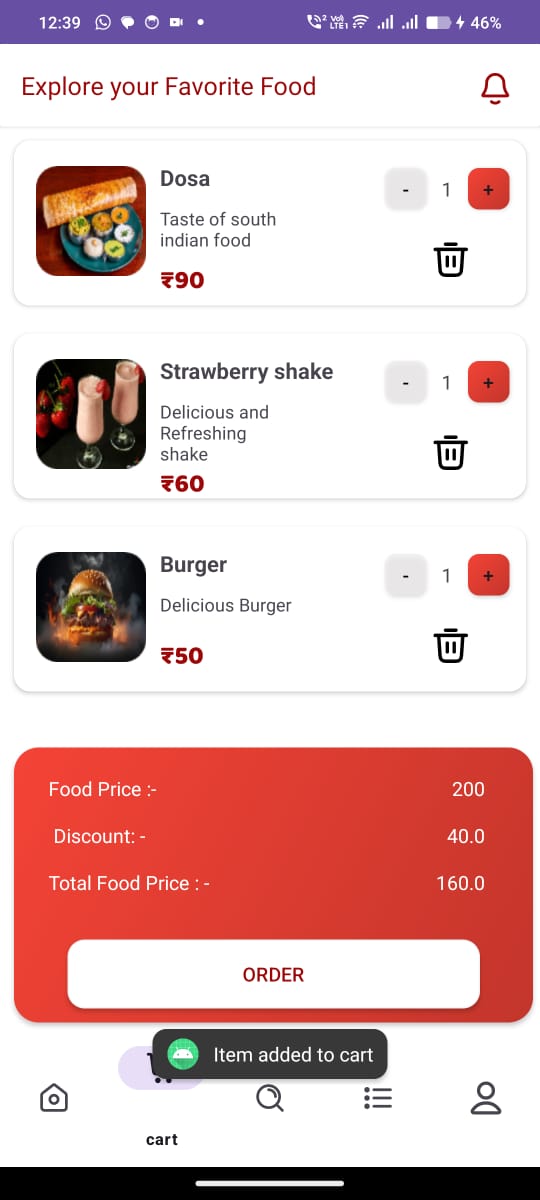 12:39
2
Vo)
LTE1
46%
Explore your Favorite Food
Dosa
- 1 +
Taste of south
indian food
₹90
Strawberry shake
- 1 +
Delicious and
Refreshing
shake
₹60
Burger
- 1 +
Delicious Burger
₹50
Food Price :- 200
Discount: - 40.0
Total Food Price : - 160.0
ORDER
Item added to cart
cart